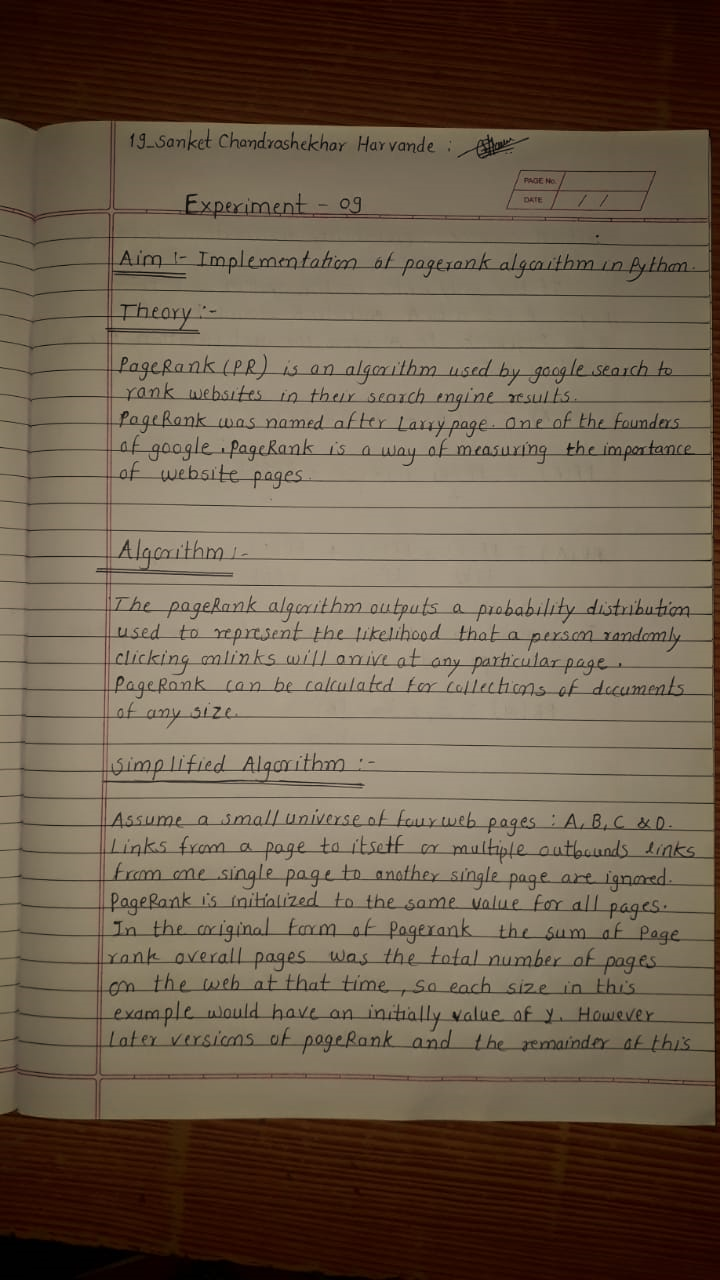 19_Sanket Chandrashekhar Harvande :
PAGE No.
DATE / /
Experiment - 09
Aim :- Implementation of pagerank algorithm in Python.
Theory :-
PageRank (PR) is an algorithm used by google search to
rank websites in their search engine results.
PageRank was named after Larry page. One of the founders
of google. PageRank is a way of measuring the importance
of website pages.
Algorithm :-
The pageRank algorithm outputs a probability distribution
used to represent the likelihood that a person randomly
clicking onlinks will arrive at any particular page.
PageRank can be calculated for collections of documents
of any size.
Simplified Algorithm :-
Assume a small universe of four web pages : A, B, C & D.
Links from a page to itself or multiple outbounds links
from one single page to another single page are ignored.
PageRank is initialized to the same value for all pages.
In the original form of Pagerank the sum of Page
rank overall pages was the total number of pages
on the web at that time, so each size in this
example would have an initially value of y. However
Later versions of pageRank and the remainder of this